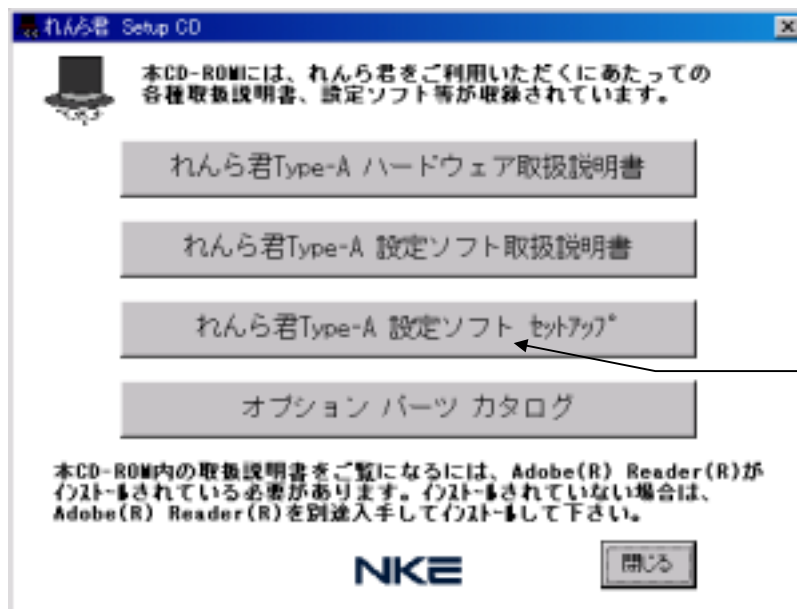 れんら君 Setup CD
本CD-ROMには、れんら君をご利用いただくにあたっての
各種取扱説明書、設定ソフト等が収録されています。
れんら君Type-A ハードウェア取扱説明書
れんら君Type-A 設定ソフト取扱説明書
れんら君Type-A 設定ソフト ｾｯﾄｱｯﾌﾟ
オプション パーツ カタログ
本CD-ROM内の取扱説明書をご覧になるには、Adobe(R) Reader(R)が
ｲﾝｽﾄｰﾙされている必要があります。ｲﾝｽﾄｰﾙされていない場合は、
Adobe(R) Reader(R)を別途入手してｲﾝｽﾄｰﾙして下さい。
NKE
閉じる